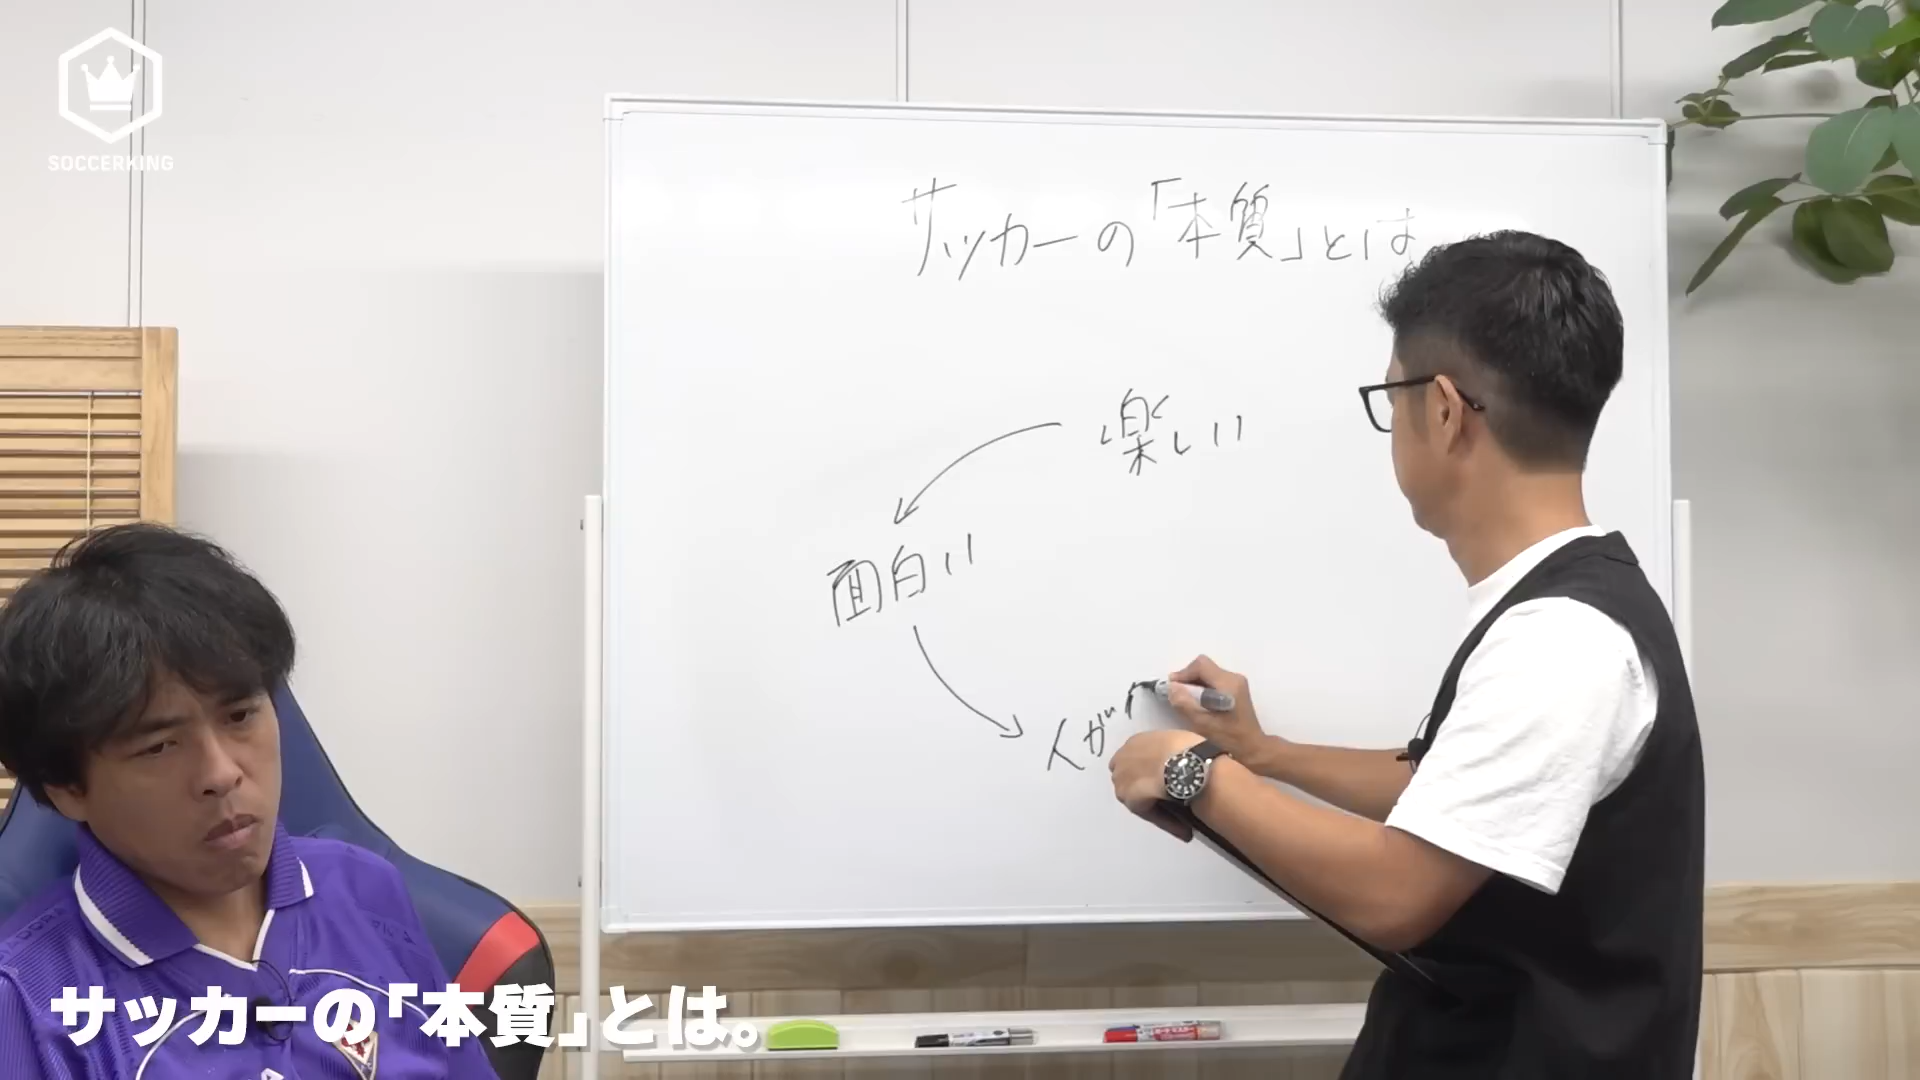 SOCCERKING
サッカーの「本質」とは
楽しい
面白い
人が
サッカーの「本質」とは。